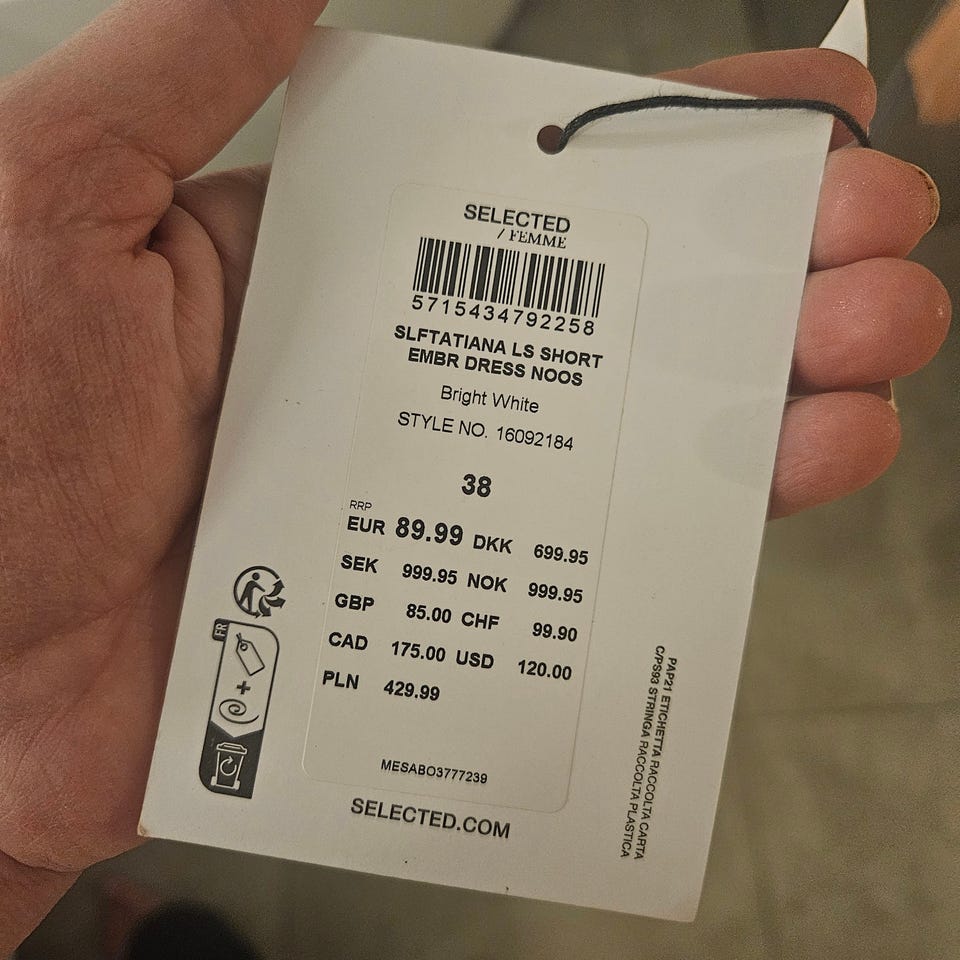 SELECTED
/ FEMME
5715434792258
SLFTATIANA LS SHORT
EMBR DRESS NOOS
Bright White
STYLE NO. 16092184
38
RRP
EUR 89.99 DKK 699.95
SEK 999.95 NOK 999.95
GBP 85.00 CHF 99.90
CAD 175.00 USD 120.00
PLN 429.99
MESABO3777239
SELECTED.COM
FR
PAP21 ETICHETTA RACCOLTA CARTA
C/PS93 STRINGA RACCOLTA PLASTICA